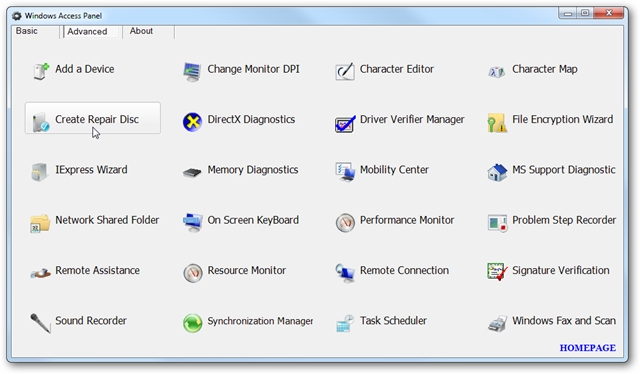 Windows Access Panel
Basic Advanced About
Add a Device Change Monitor DPI Character Editor Character Map
Create Repair Disc DirectX Diagnostics Driver Verifier Manager File Encryption Wizard
IExpress Wizard Memory Diagnostics Mobility Center MS Support Diagnostic
Network Shared Folder On Screen KeyBoard Performance Monitor Problem Step Recorder
Remote Assistance Resource Monitor Remote Connection Signature Verification
Sound Recorder Synchronization Manager Task Scheduler Windows Fax and Scan
HOMEPAGE